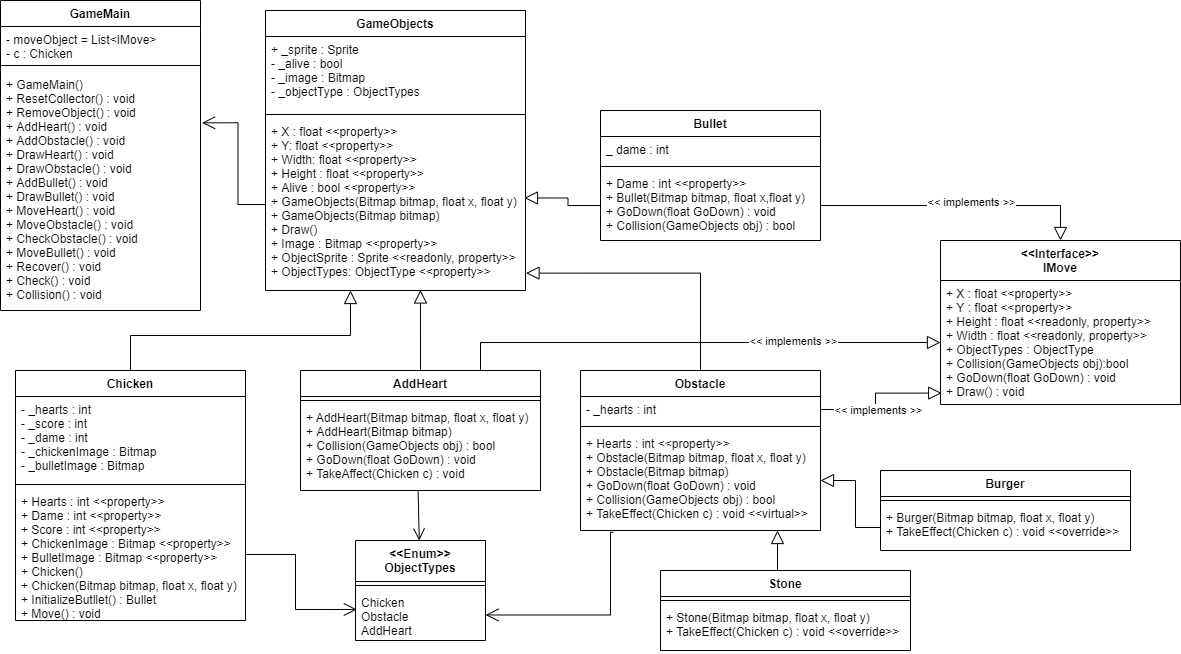 GameMain
- moveObject = List<IMove>
- c : Chicken
+ GameMain()
+ ResetCollector() : void
+ RemoveObject() : void
+ AddHeart() : void
+ AddObstacle() : void
+ DrawHeart() : void
+ DrawObstacle() : void
+ AddBullet() : void
+ DrawBullet() : void
+ MoveHeart() : void
+ MoveObstacle() : void
+ CheckObstacle() : void
+ MoveBullet() : void
+ Recover() : void
+ Check() : void
+ Collision() : void
GameObjects
+ _sprite : Sprite
- _alive : bool
- _image : Bitmap
- _objectType : ObjectTypes
+ X : float <<property>>
+ Y: float <<property>>
+ Width: float <<property>>
+ Height : float <<property>>
+ Alive : bool <<property>>
+ GameObjects(Bitmap bitmap, float x, float y)
+ GameObjects(Bitmap bitmap)
+ Draw()
+ Image : Bitmap <<property>>
+ ObjectSprite : Sprite <<readonly, property>>
+ ObjectTypes: ObjectType <<property>>
Bullet
_ dame : int
+ Dame : int <<property>>
+ Bullet(Bitmap bitmap, float x,float y)
+ GoDown(float GoDown) : void
+ Collision(GameObjects obj) : bool
<< implements >>
<<Interface>>
IMove
+ X : float <<property>>
+ Y : float <<property>>
+ Height : float <<readonly, property>>
+ Width : float <<readonly, property>>
+ ObjectTypes : ObjectType
+ Collision(GameObjects obj):bool
+ GoDown(float GoDown) : void
+ Draw() : void
<< implements >>
<< implements >>
Chicken
- _hearts : int
- _score : int
- _dame : int
- _chickenImage : Bitmap
- _bulletImage : Bitmap
+ Hearts : int <<property>>
+ Dame : int <<property>>
+ Score : int <<property>>
+ ChickenImage : Bitmap <<property>>
+ BulletImage : Bitmap <<property>>
+ Chicken()
+ Chicken(Bitmap bitmap, float x, float y)
+ InitializeButllet() : Bullet
+ Move() : void
AddHeart
+ AddHeart(Bitmap bitmap, float x, float y)
+ AddHeart(Bitmap bitmap)
+ Collision(GameObjects obj) : bool
+ GoDown(float GoDown) : void
+ TakeAffect(Chicken c) : void
Obstacle
- _hearts : int
+ Hearts : int <<property>>
+ Obstacle(Bitmap bitmap, float x, float y)
+ Obstacle(Bitmap bitmap)
+ GoDown(float GoDown) : void
+ Collision(GameObjects obj) : bool
+ TakeEffect(Chicken c) : void <<virtual>>
Burger
+ Burger(Bitmap bitmap, float x, float y)
+ TakeEffect(Chicken c) : void <<override>>
<<Enum>>
ObjectTypes
Chicken
Obstacle
AddHeart
Stone
+ Stone(Bitmap bitmap, float x, float y)
+ TakeEffect(Chicken c) : void <<override>>